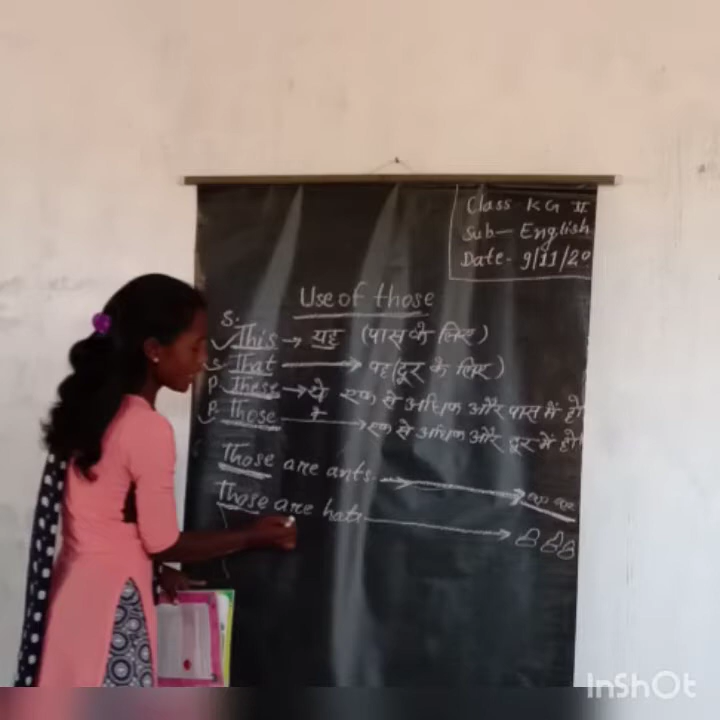 Class KG II
Sub- English
Date- 9/11/20
Use of those
S. This → यह (पास के लिए)
S That → वह (दूर के लिए)
P. These → ये एक से अधिक और पास में हो
P. those → एक से अधिक और दूर में हो।
Those are ants.
Those are hats
InShOt